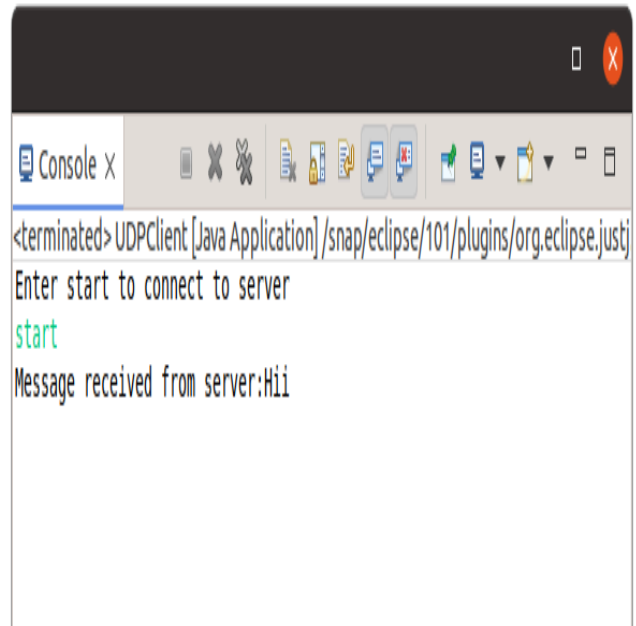 Console
<terminated> UDPClient [Java Application] /snap/eclipse/101/plugins/org.eclipse.justj
Enter start to connect to server
start
Message received from server:Hii